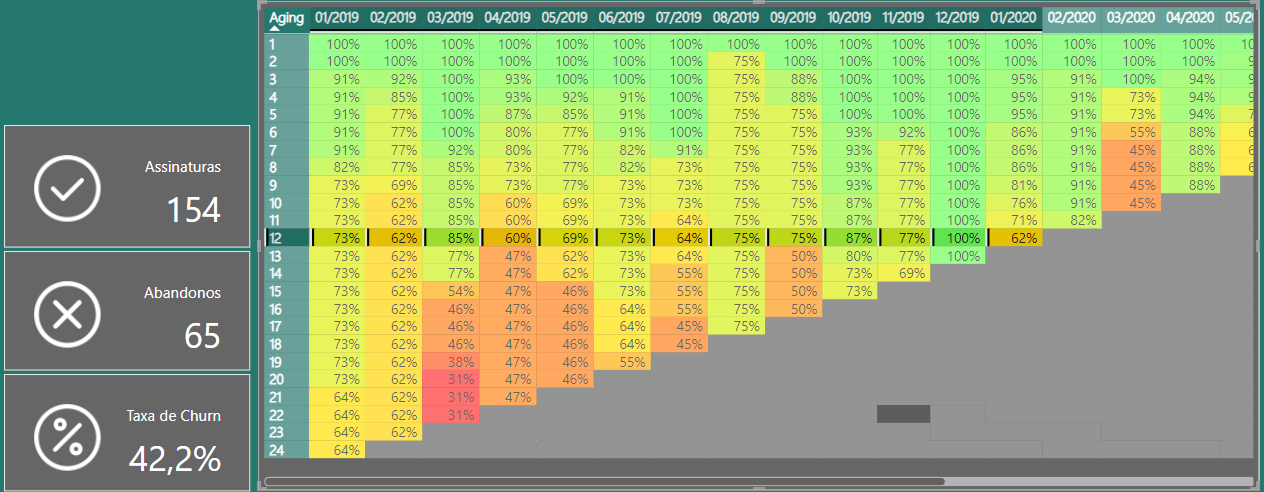 Assinaturas
154
Abandonos
65
Taxa de Churn
42,2%
Aging 01/2019 02/2019 03/2019 04/2019 05/2019 06/2019 07/2019 08/2019 09/2019 10/2019 11/2019 12/2019 01/2020 02/2020 03/2020 04/2020
1 100% 100% 100% 100% 100% 100% 100% 100% 100% 100% 100% 100% 100% 100% 100% 100%
2 100% 100% 100% 100% 100% 100% 100% 75% 100% 100% 100% 100% 100% 100% 100% 100%
3 91% 92% 100% 93% 100% 100% 100% 75% 88% 100% 100% 100% 95% 91% 100% 94%
4 91% 85% 100% 93% 92% 91% 100% 75% 88% 100% 100% 100% 95% 91% 73% 94%
5 91% 77% 100% 87% 85% 91% 100% 75% 75% 100% 100% 100% 95% 91% 73% 94%
6 91% 77% 100% 80% 77% 91% 100% 75% 75% 93% 92% 100% 86% 91% 55% 88%
7 91% 77% 92% 80% 77% 82% 91% 75% 75% 93% 77% 100% 86% 91% 45% 88%
8 82% 77% 85% 73% 77% 82% 73% 75% 75% 93% 77% 100% 86% 91% 45% 88%
9 73% 69% 85% 73% 77% 73% 73% 75% 75% 93% 77% 100% 81% 91% 45% 88%
10 73% 62% 85% 60% 69% 73% 73% 75% 75% 87% 77% 100% 76% 91% 45%
11 73% 62% 85% 60% 69% 73% 64% 75% 75% 87% 77% 100% 71% 82%
12 73% 62% 85% 60% 69% 73% 64% 75% 75% 87% 77% 100% 62%
13 73% 62% 77% 47% 62% 73% 64% 75% 50% 80% 77% 100%
14 73% 62% 77% 47% 62% 73% 55% 75% 50% 73% 69%
15 73% 62% 54% 47% 46% 73% 55% 75% 50% 73%
16 73% 62% 46% 47% 46% 64% 55% 75% 50%
17 73% 62% 46% 47% 46% 64% 45% 75%
18 73% 62% 46% 47% 46% 64% 45%
19 73% 62% 38% 47% 46% 55%
20 73% 62% 31% 47% 46%
21 64% 62% 31% 47%
22 64% 62% 31%
23 64% 62%
24 64%